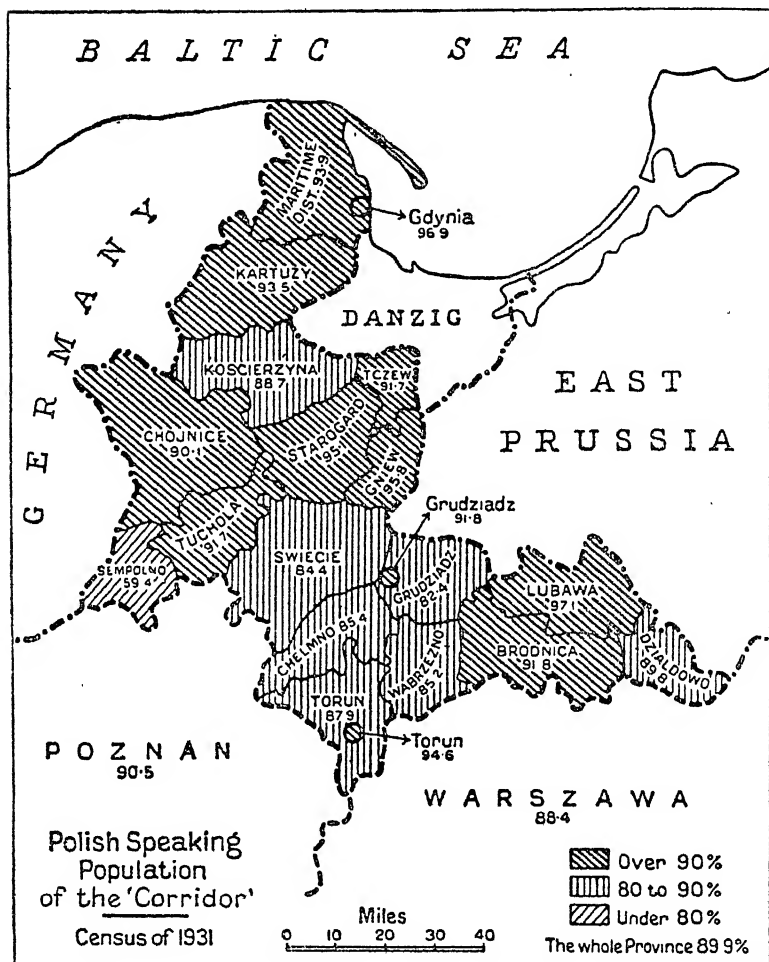 BALTIC SEA
GERMANY
MARITIME
DIST. 93.9
Gdynia
96.9
KARTUZY
93.5
DANZIG
KOSCIERZYNA
88.7
TCZEW
91.7
EAST
PRUSSIA
CHOJNICE
90.1
STAROGARD
95.1
GNIEW
95.8
TUCHOLA
91.7
SEMPOLNO
59.4
SWIECIE
84.4
Grudziadz
91.8
GRUDZIADZ
82.4
LUBAWA
97.1
CHELMNO 85.4
WABRZEZNO
85.2
BRODNICA
91.8
DZIALDOWO
89.8
TORUN
87.9
Torun
94.6
POZNAN
90.5
WARSZAWA
88.4
Polish Speaking
Population
of the 'Corridor'
Census of 1931
Miles
0 10 20 30 40
Over 90%
80 to 90%
Under 80%
The whole Province 89.9%